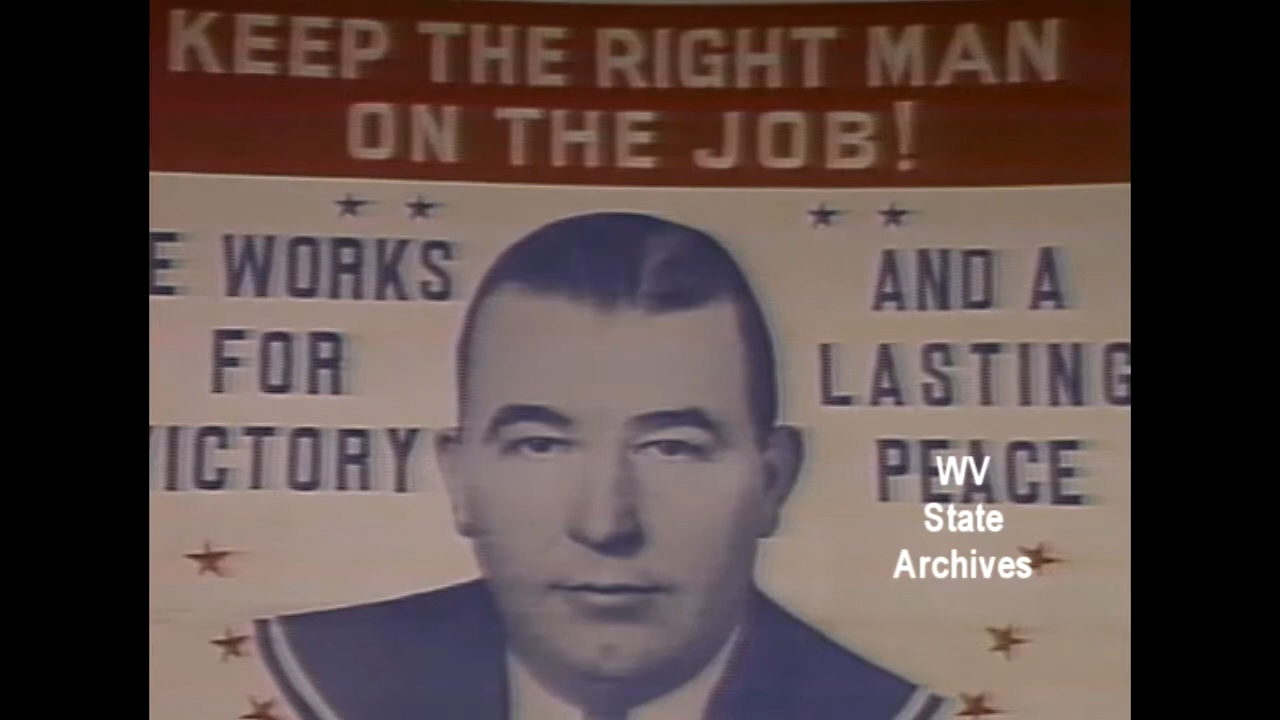 KEEP THE RIGHT MAN
ON THE JOB!
E WORKS
FOR
ICTORY
AND A
LASTING
PEACE
WV
State
Archives